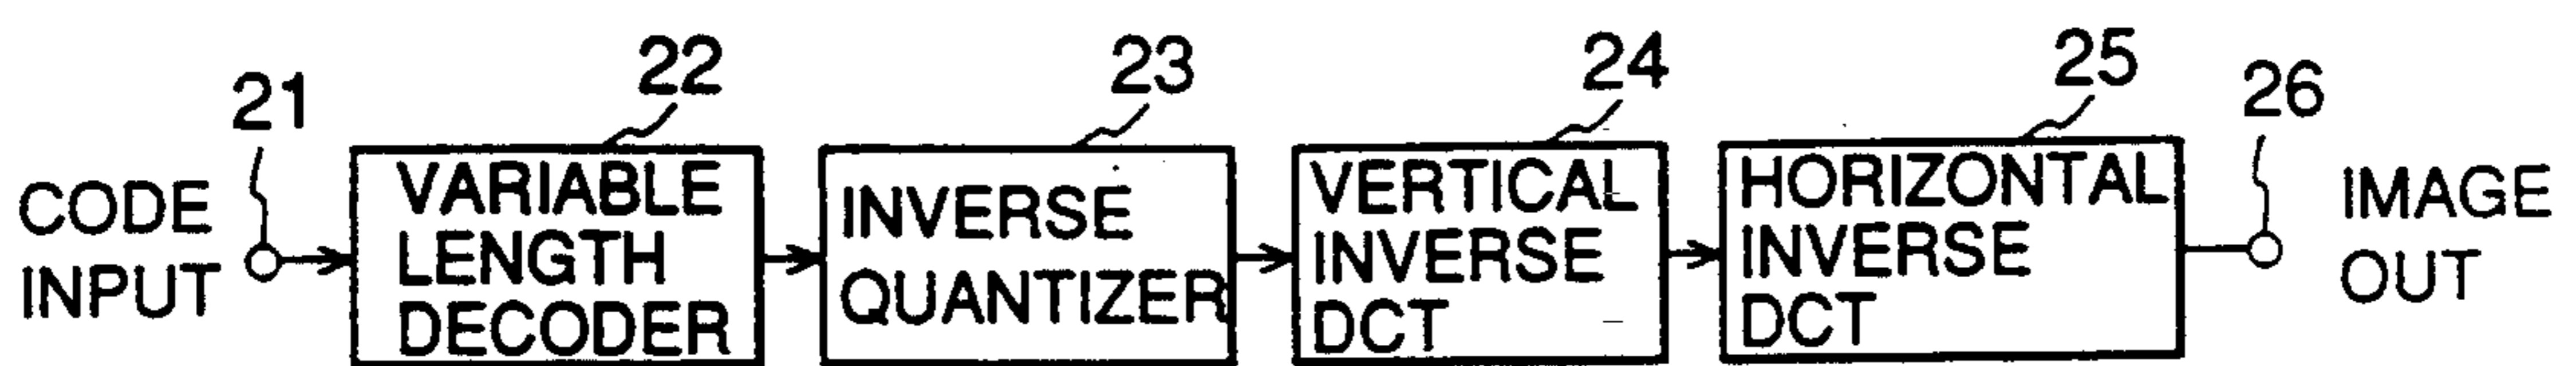 21
22
23
24
25
26
CODE
INPUT
VARIABLE
LENGTH
DECODER
INVERSE
QUANTIZER
VERTICAL
INVERSE
DCT
HORIZONTAL
INVERSE
DCT
IMAGE
OUT